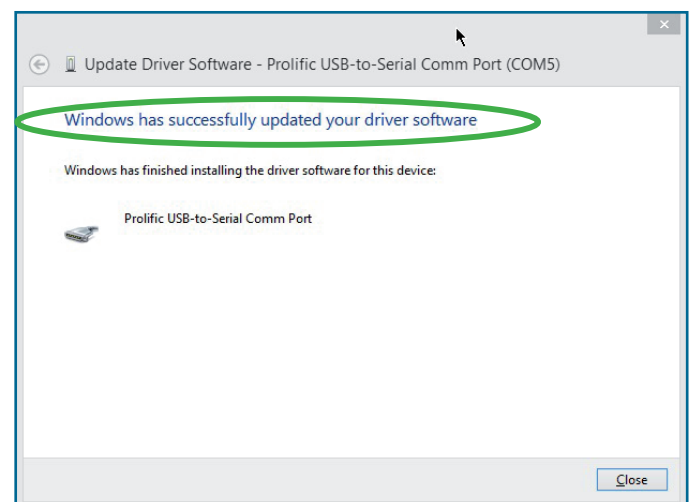 Update Driver Software - Prolific USB-to-Serial Comm Port (COM5)
Windows has successfully updated your driver software
Windows has finished installing the driver software for this device:
Prolific USB-to-Serial Comm Port
Close